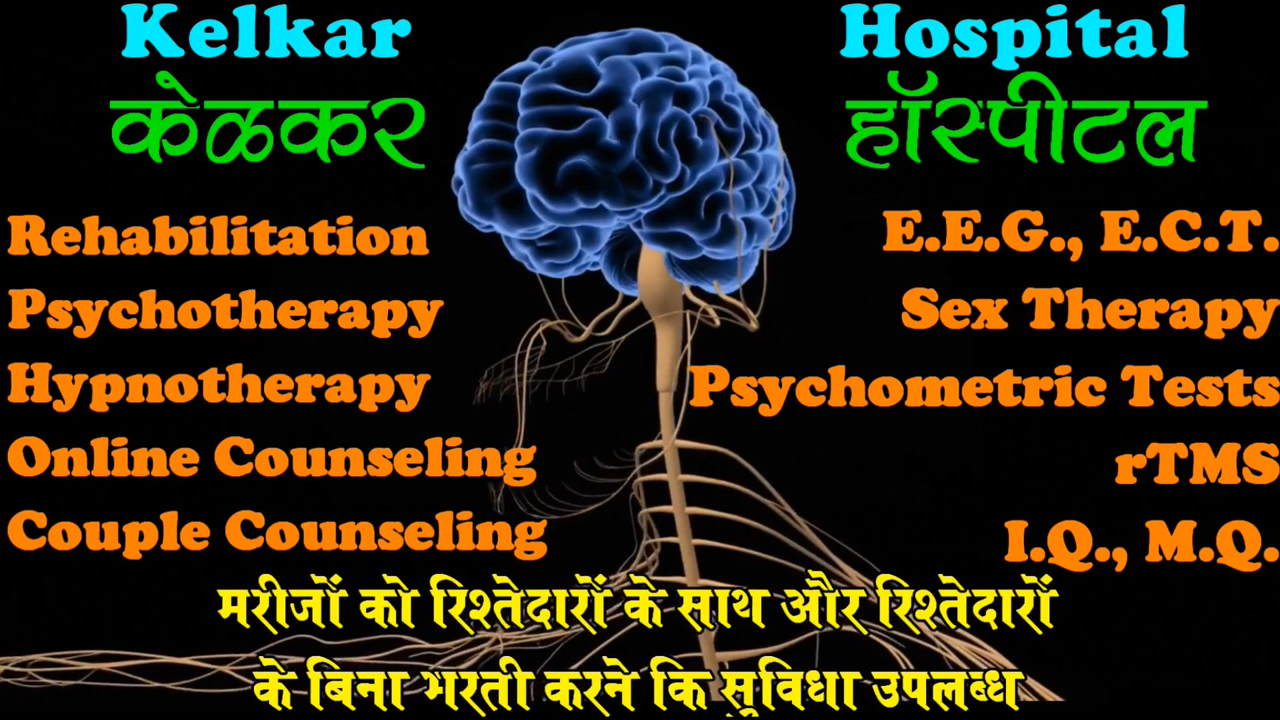 Kelkar Hospital
केळकर हॉस्पीटल
Rehabilitation
Psychotherapy
Hypnotherapy
Online Counseling
Couple Counseling
E.E.G., E.C.T.
Sex Therapy
Psychometric Tests
rTMS
I.Q., M.Q.
मरीजों को रिश्तेदारों के साथ और रिश्तेदारों
के बिना भरती करने कि सुविधा उपलब्ध